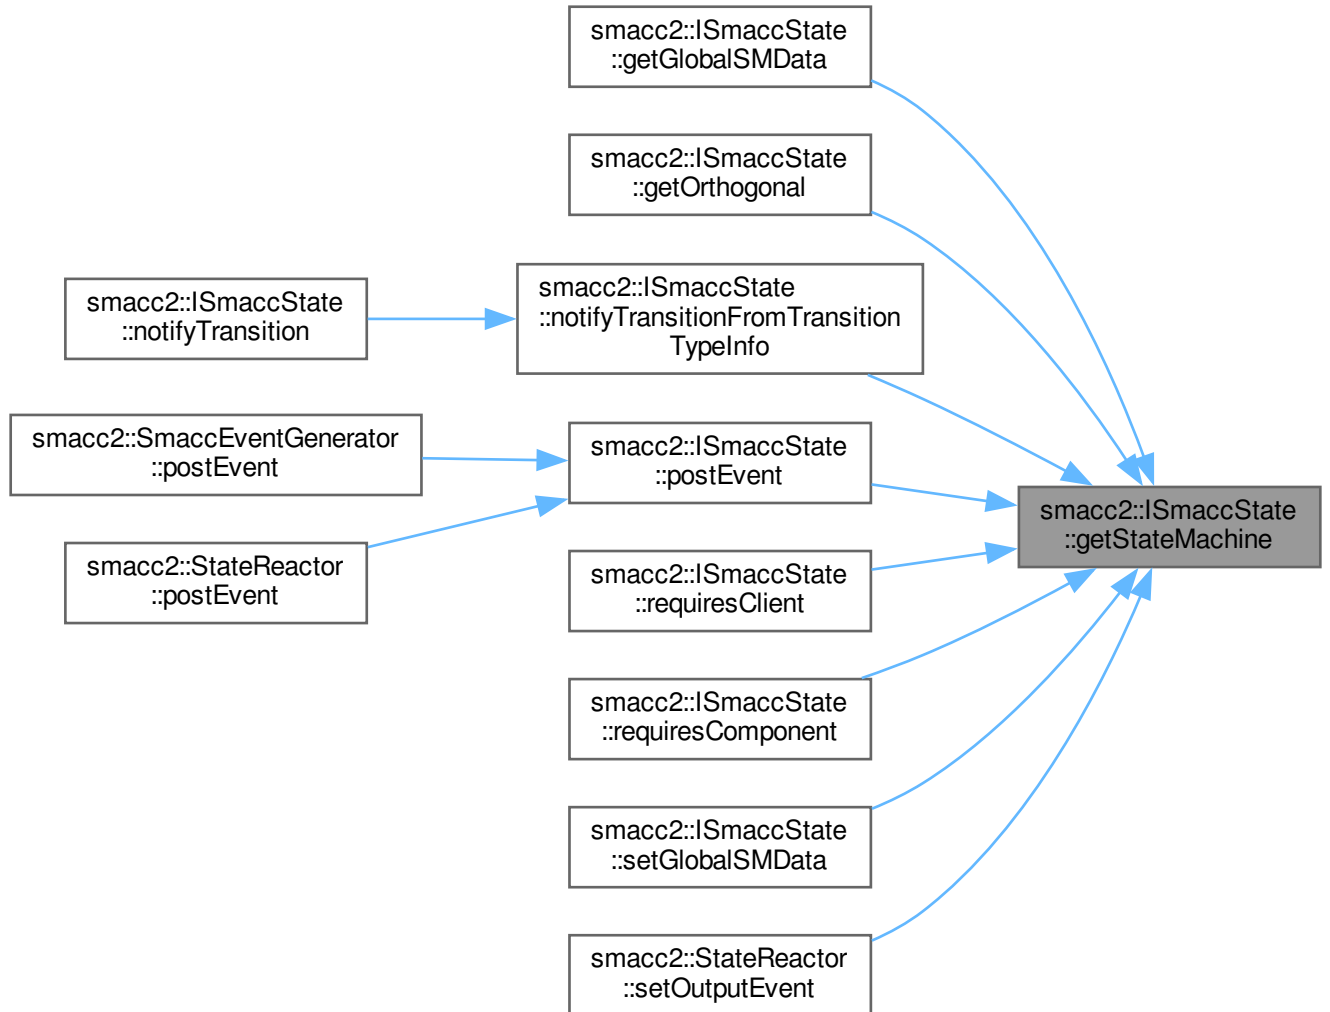 smacc2::ISmaccState
::getGlobalSMData
smacc2::ISmaccState
::getOrthogonal
smacc2::ISmaccState
::notifyTransitionFromTransition
TypeInfo
smacc2::ISmaccState
::notifyTransition
smacc2::SmaccEventGenerator
::postEvent
smacc2::ISmaccState
::postEvent
smacc2::ISmaccState
::getStateMachine
smacc2::StateReactor
::postEvent
smacc2::ISmaccState
::requiresClient
smacc2::ISmaccState
::requiresComponent
smacc2::ISmaccState
::setGlobalSMData
smacc2::StateReactor
::setOutputEvent